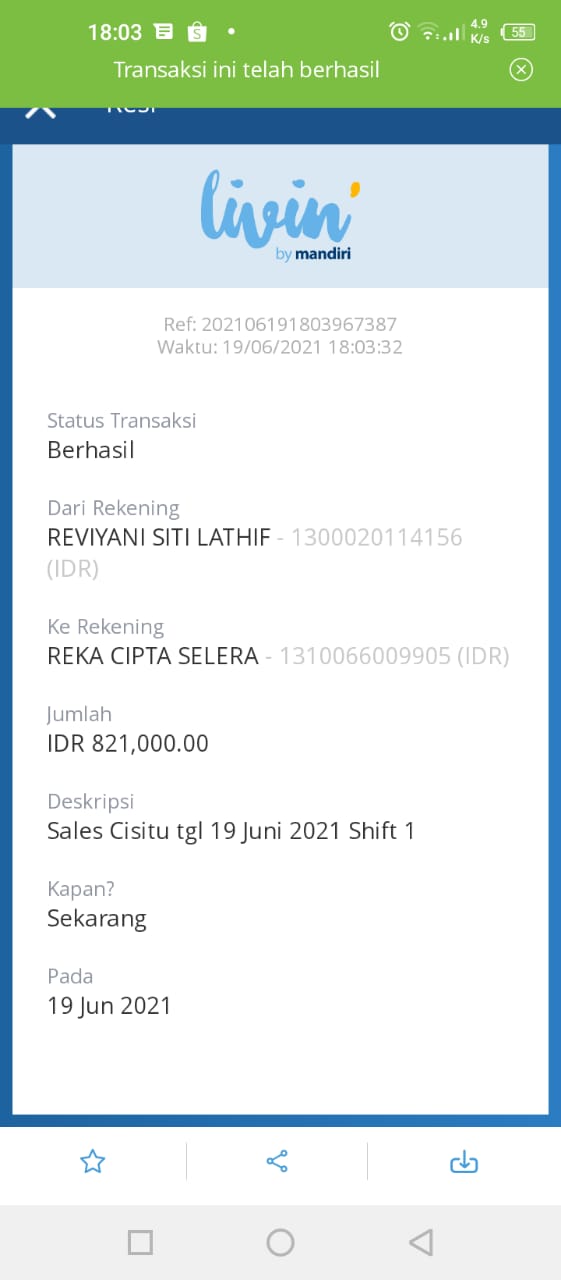 18:03
4.9
K/s
55
Transaksi ini telah berhasil
Resi
livin'
by mandiri
Ref: 202106191803967387
Waktu: 19/06/2021 18:03:32
Status Transaksi
Berhasil
Dari Rekening
REVIYANI SITI LATHIF - 1300020114156
(IDR)
Ke Rekening
REKA CIPTA SELERA - 1310066009905 (IDR)
Jumlah
IDR 821,000.00
Deskripsi
Sales Cisitu tgl 19 Juni 2021 Shift 1
Kapan?
Sekarang
Pada
19 Jun 2021